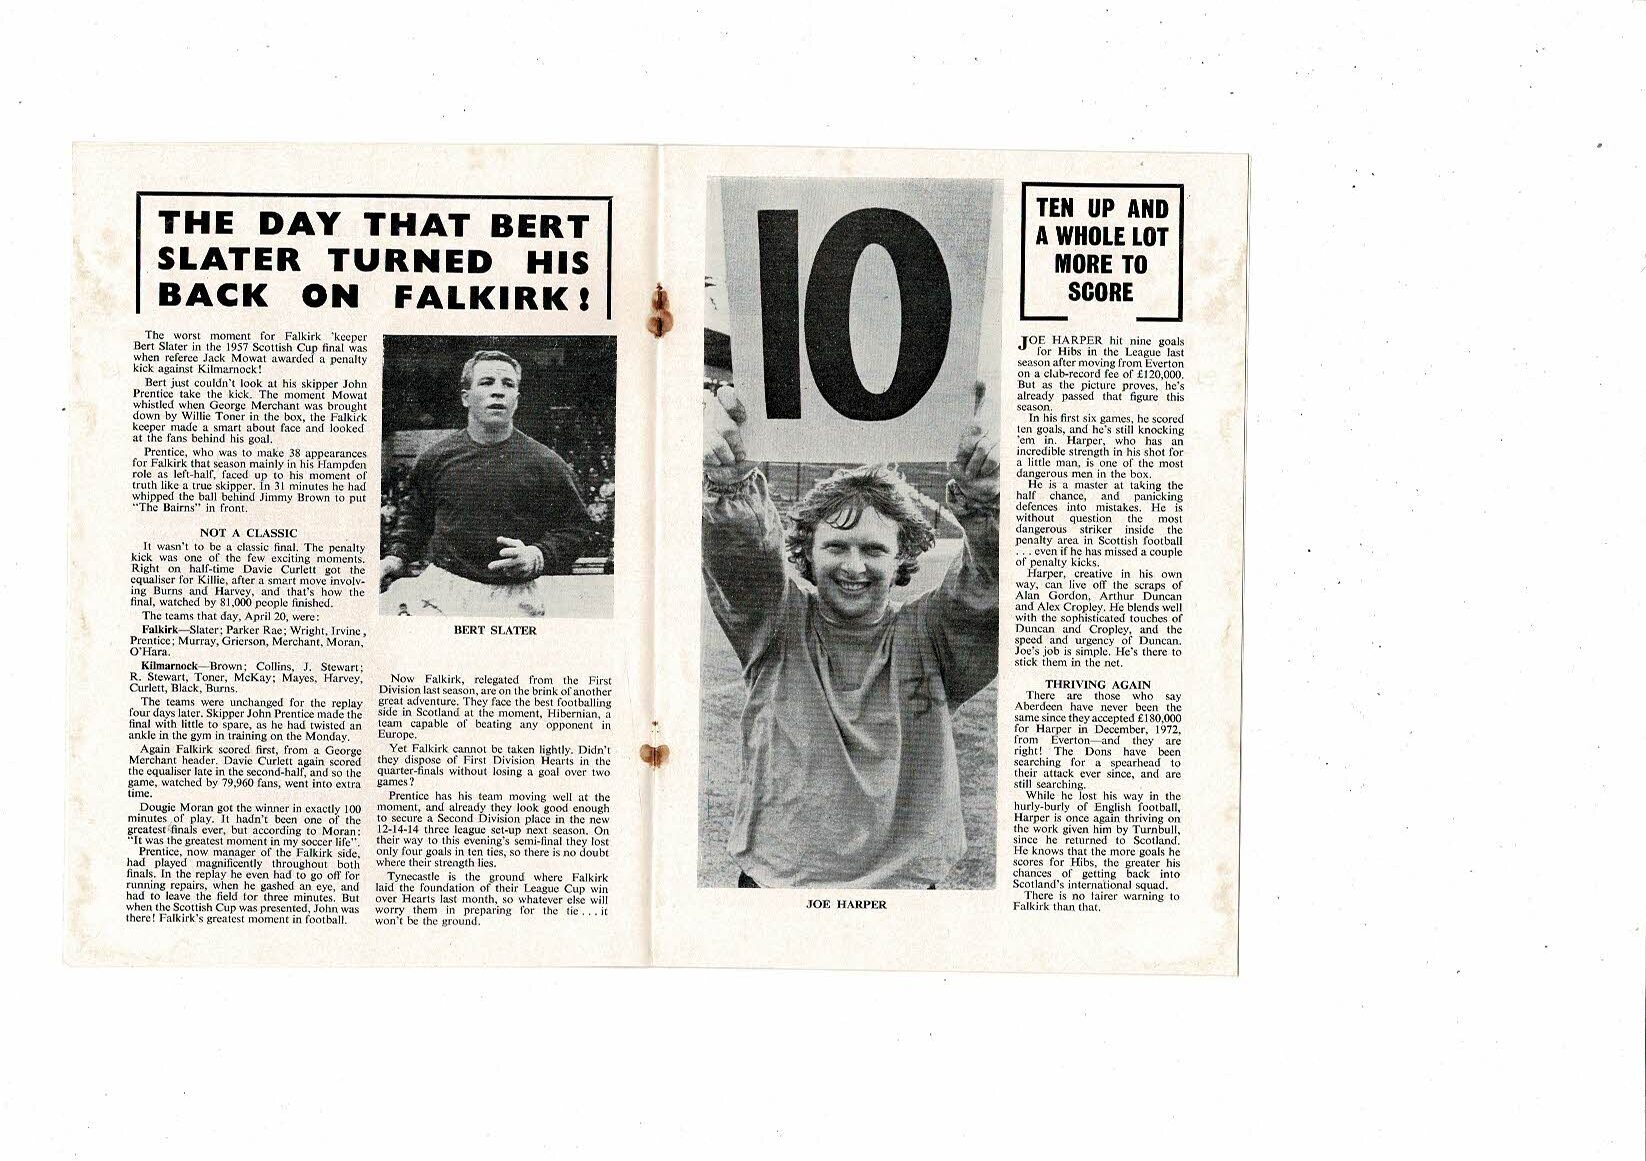 THE DAY THAT BERT
SLATER TURNED HIS
BACK ON FALKIRK!
The worst moment for Falkirk 'keeper
Bert Slater in the 1957 Scottish Cup final was
when referee Jack Mowat awarded a penalty
kick against Kilmarnock!
Bert just couldn't look at his skipper John
Prentice take the kick. The moment Mowat
whistled when George Merchant was brought
down by Willie Toner in the box, the Falkirk
keeper made a smart about face and looked
at the fans behind his goal.
Prentice, who was to make 38 appearances
for Falkirk that season mainly in his Hampden
role as left-half, faced up to his moment of
truth like a true skipper. In 31 minutes he had
whipped the ball behind Jimmy Brown to put
"The Bairns" in front.
NOT A CLASSIC
It wasn't to be a classic final. The penalty
kick was one of the few exciting moments.
Right on half-time Davie Curlett got the
equaliser for Killie, after a smart move involv-
ing Burns and Harvey, and that's how the
final, watched by 81,000 people finished.
The teams that day, April 20, were:
Falkirk—Slater; Parker Rae; Wright, Irvine,
Prentice; Murray, Grierson, Merchant, Moran,
O'Hara.
Kilmarnock—Brown; Collins, J. Stewart;
R. Stewart, Toner, McKay; Mayes, Harvey,
Curlett, Black, Burns.
The teams were unchanged for the replay
four days later. Skipper John Prentice made the
final with little to spare, as he had twisted an
ankle in the gym in training on the Monday.
Again Falkirk scored first, from a George
Merchant header. Davie Curlett again scored
the equaliser late in the second-half, and so the
game, watched by 79,960 fans, went into extra
time.
Dougie Moran got the winner in exactly 100
minutes of play. It hadn't been one of the
greatest finals ever, but according to Moran:
"It was the greatest moment in my soccer life".
Prentice, now manager of the Falkirk side,
had played magnificently throughout both
finals. In the replay he even had to go off for
running repairs, when he gashed an eye, and
had to leave the field for three minutes. But
when the Scottish Cup was presented, John was
there! Falkirk's greatest moment in football.
BERT SLATER
Now Falkirk, relegated from the First
Division last season, are on the brink of another
great adventure. They face the best footballing
side in Scotland at the moment, Hibernian, a
team capable of beating any opponent in
Europe.
Yet Falkirk cannot be taken lightly. Didn't
they dispose of First Division Hearts in the
quarter-finals without losing a goal over two
games?
Prentice has his team moving well at the
moment, and already they look good enough
to secure a Second Division place in the new
12-14-14 three league set-up next season. On
their way to this evening's semi-final they lost
only four goals in ten ties, so there is no doubt
where their strength lies.
Tynecastle is the ground where Falkirk
laid the foundation of their League Cup win
over Hearts last month, so whatever else will
worry them in preparing for the tie . . . it
won't be the ground.
10
3
JOE HARPER
TEN UP AND
A WHOLE LOT
MORE TO
SCORE
JOE HARPER hit nine goals
for Hibs in the League last
season after moving from Everton
on a club-record fee of £120,000.
But as the picture proves, he's
already passed that figure this
season.
In his first six games, he scored
ten goals, and he's still knocking
'em in. Harper, who has an
incredible strength in his shot for
a little man, is one of the most
dangerous men in the box.
He is a master at taking the
half chance, and panicking
defences into mistakes. He is
without question the most
dangerous striker inside the
penalty area in Scottish football
. . . even if he has missed a couple
of penalty kicks.
Harper, creative in his own
way, can live off the scraps of
Alan Gordon, Arthur Duncan
and Alex Cropley. He blends well
with the sophisticated touches of
Duncan and Cropley, and the
speed and urgency of Duncan.
Joe's job is simple. He's there to
stick them in the net.
THRIVING AGAIN
There are those who say
Aberdeen have never been the
same since they accepted £180,000
for Harper in December, 1972,
from Everton—and they are
right! The Dons have been
searching for a spearhead to
their attack ever since, and are
still searching.
While he lost his way in the
hurly-burly of English football,
Harper is once again thriving on
the work given him by Turnbull,
since he returned to Scotland.
He knows that the more goals he
scores for Hibs, the greater his
chances of getting back into
Scotland's international squad.
There is no fairer warning to
Falkirk than that.